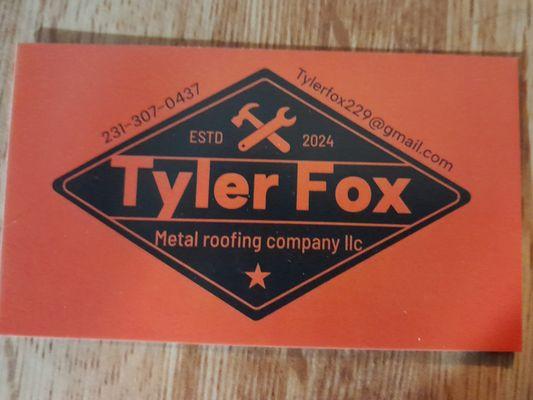 231-307-0437
Tylerfox229@gmail.com
ESTD 2024
Tyler Fox
Metal roofing company llc